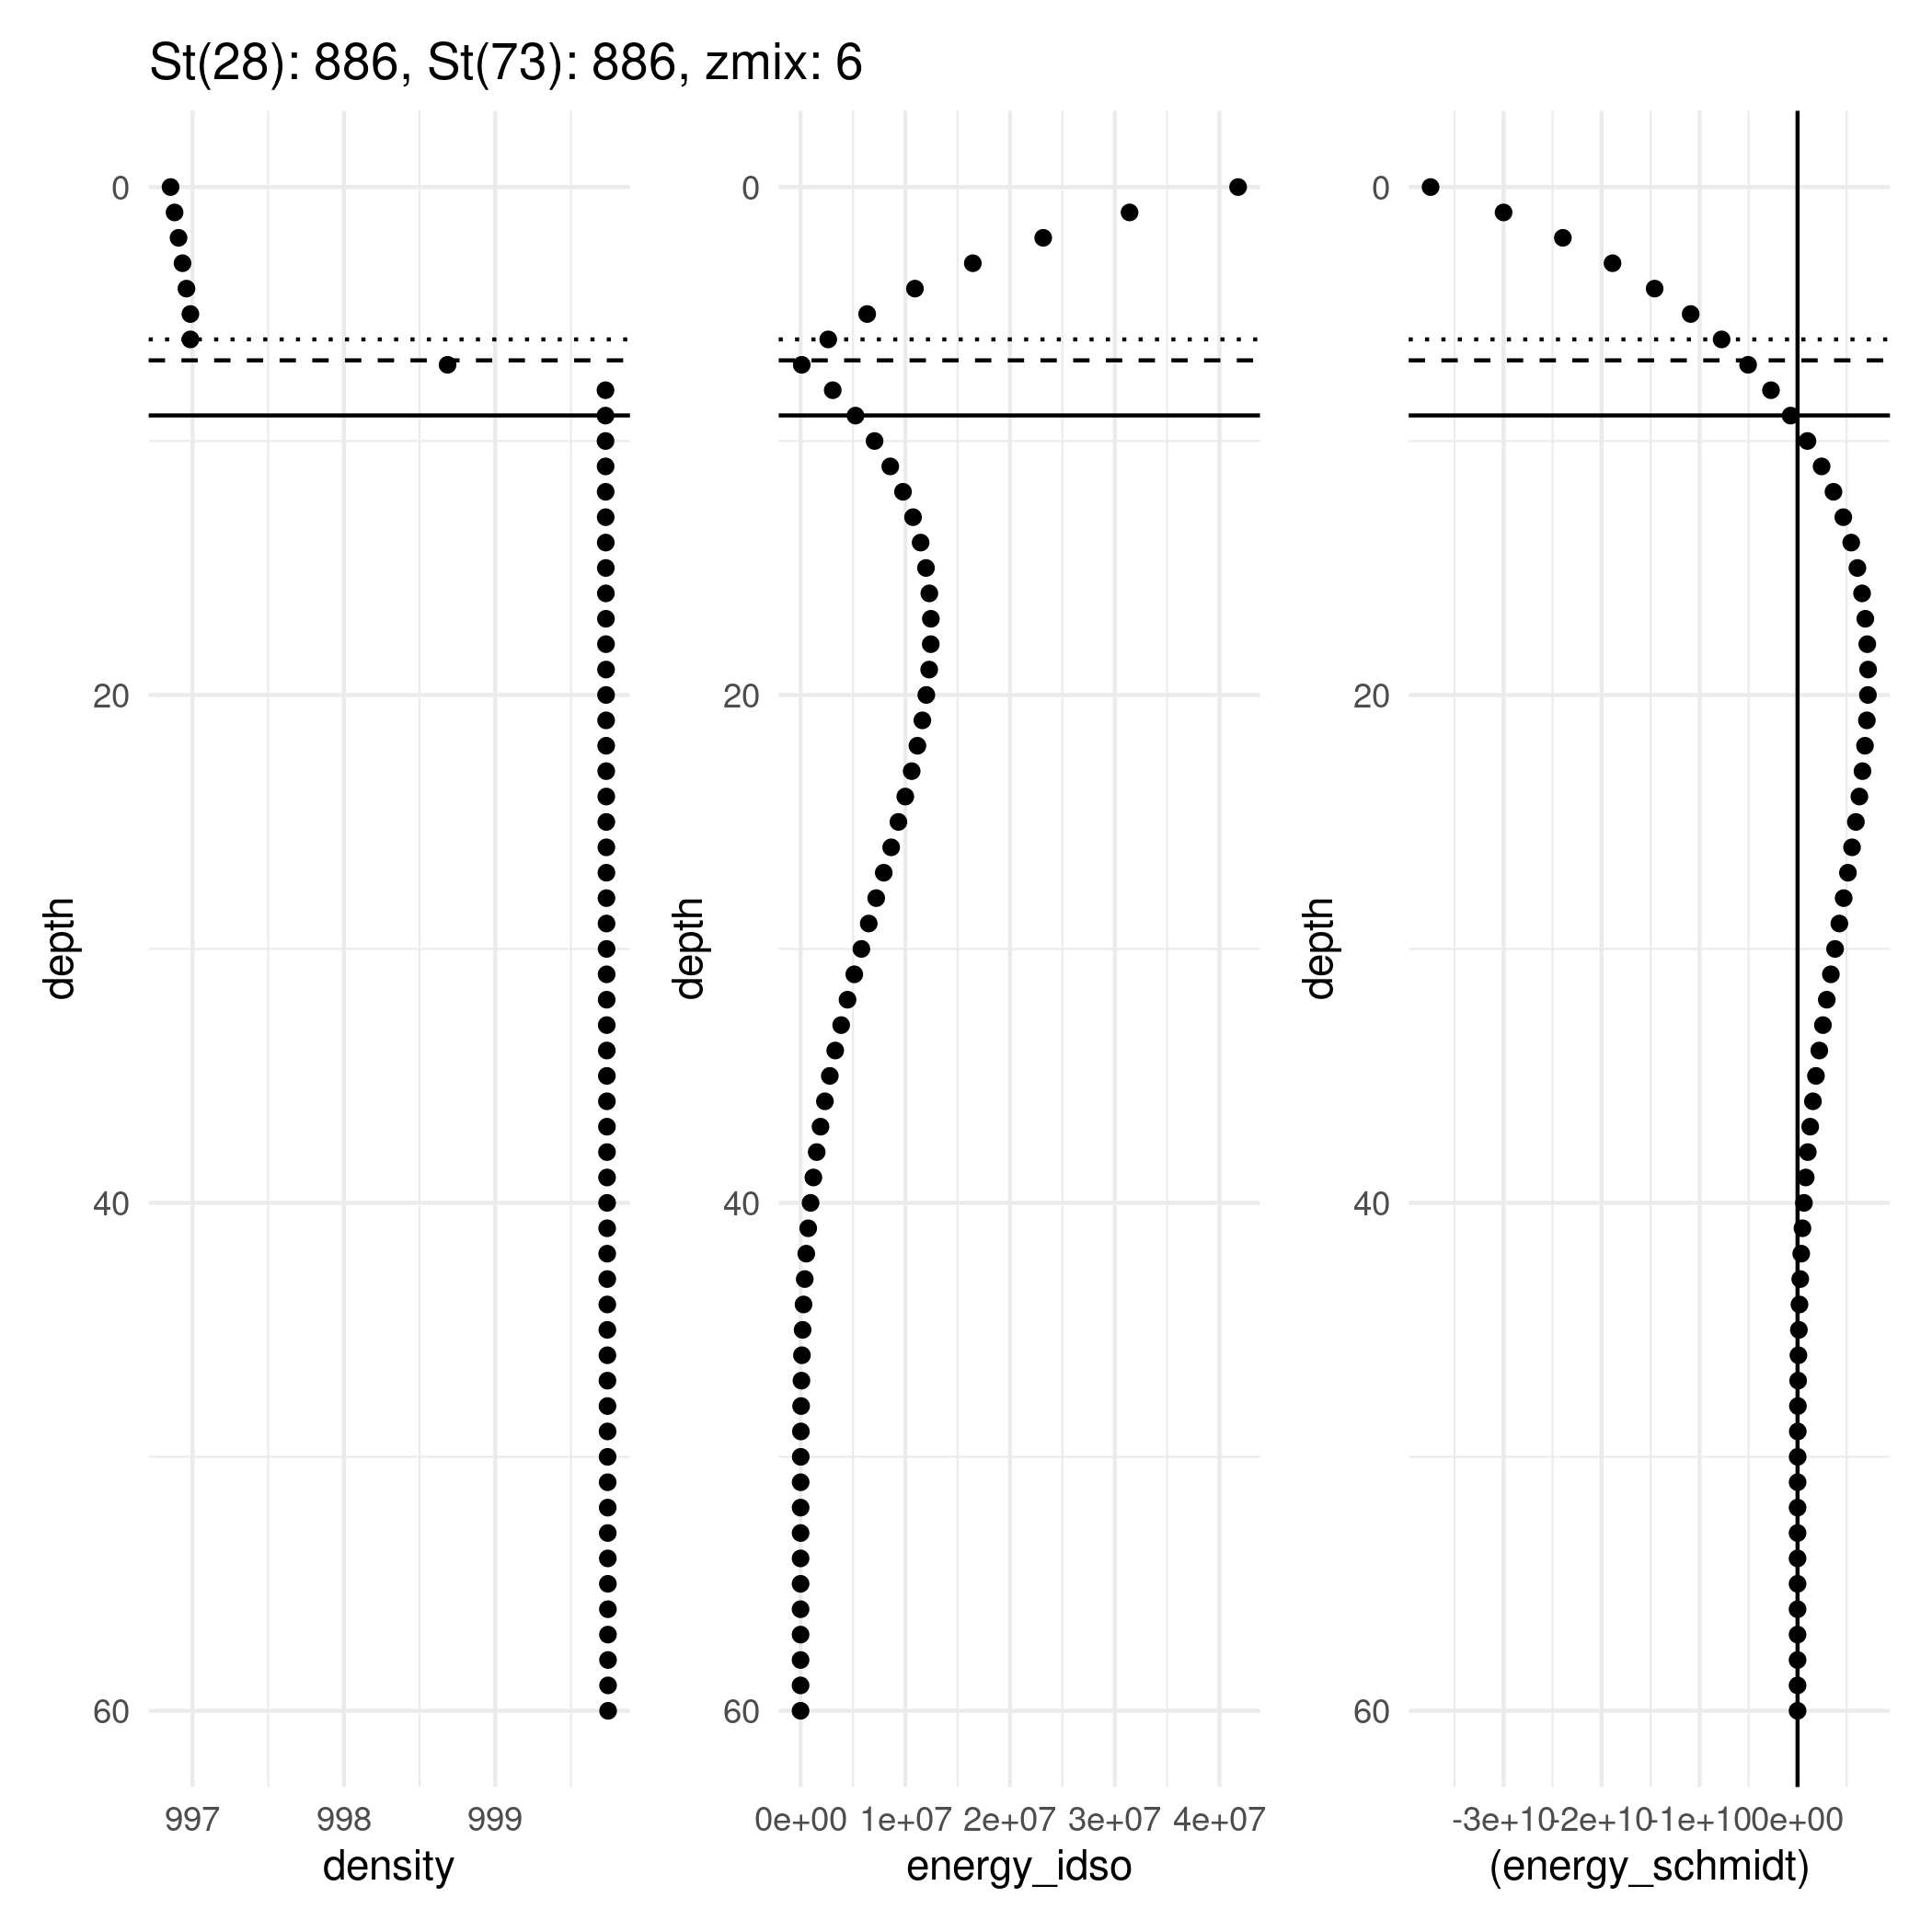 St(28): 886, St(73): 886, zmix: 6
0
20
40
60
depth
997 998 999
density
0
20
40
60
depth
0e+00 1e+07 2e+07 3e+07 4e+07
energy_idso
0
20
40
60
depth
-3e+10 -2e+10 -1e+10 0e+00
(energy_schmidt)